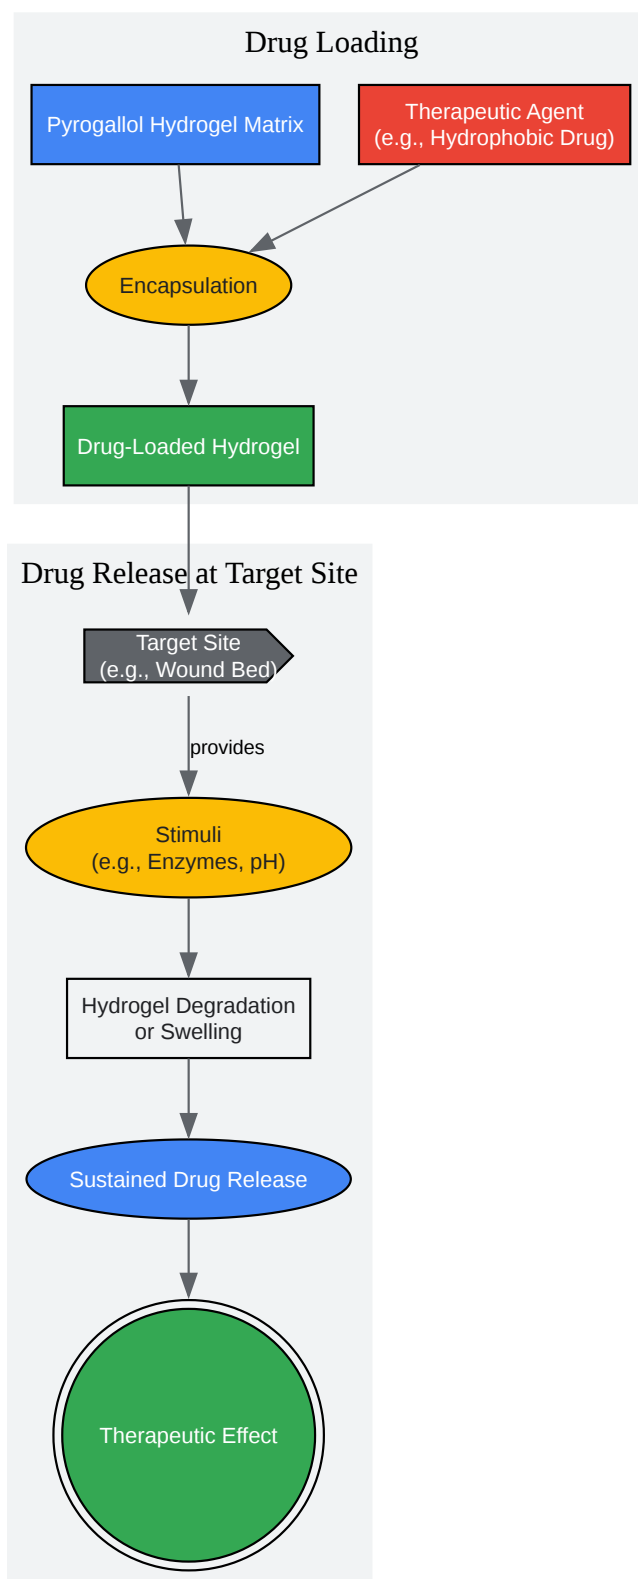 Drug Loading
Pyrogallol Hydrogel Matrix
Therapeutic Agent
(e.g., Hydrophobic Drug)
Encapsulation
Drug-Loaded Hydrogel
Drug Release at Target Site
Target Site
(e.g., Wound Bed)
provides
Stimuli
(e.g., Enzymes, pH)
Hydrogel Degradation
or Swelling
Sustained Drug Release
Therapeutic Effect